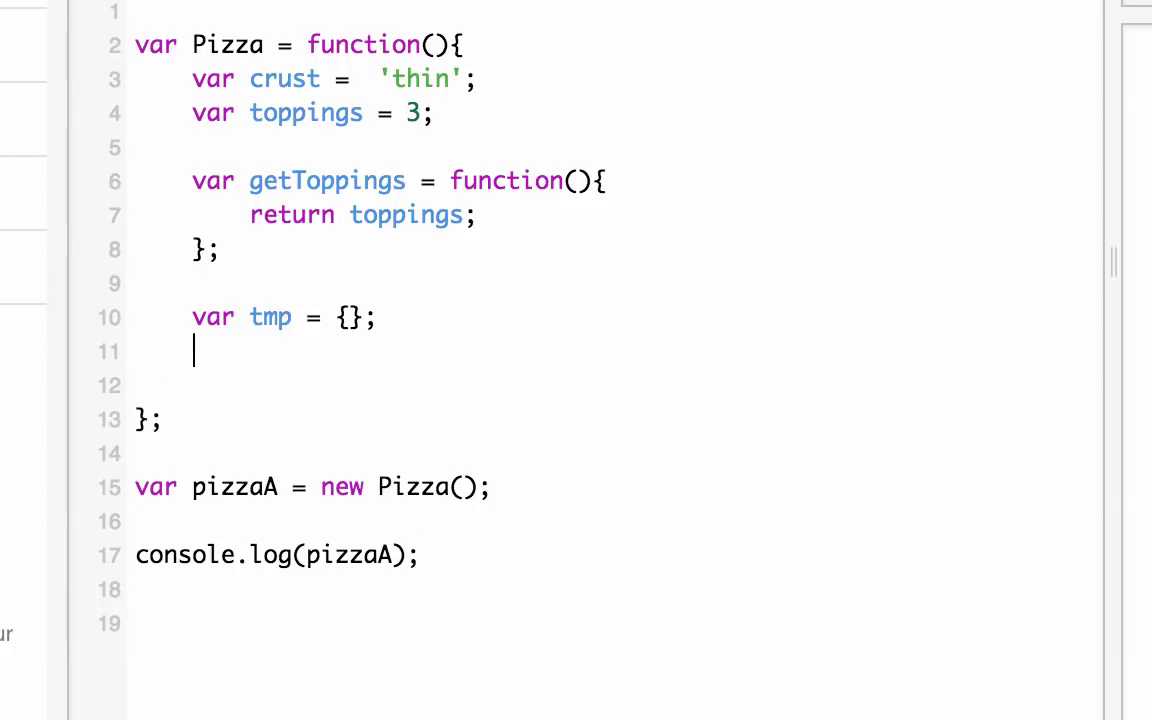 1
2 var Pizza = function(){
3     var crust =  'thin';
4     var toppings = 3;
5
6     var getToppings = function(){
7         return toppings;
8     };
9
10     var tmp = {};
11
12
13 };
14
15 var pizzaA = new Pizza();
16
17 console.log(pizzaA);
18
19
ur